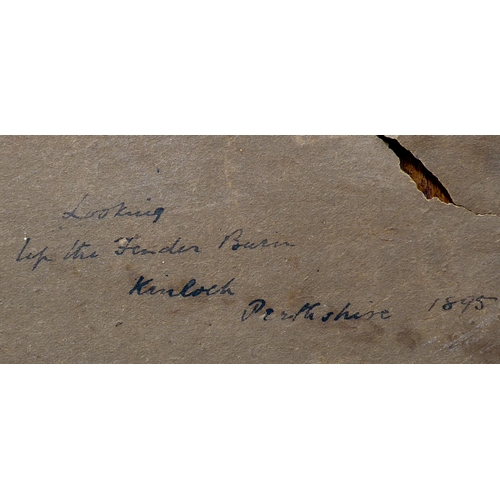 Looking
Up the Fender Burn
Kinloch
Perthshire 1895